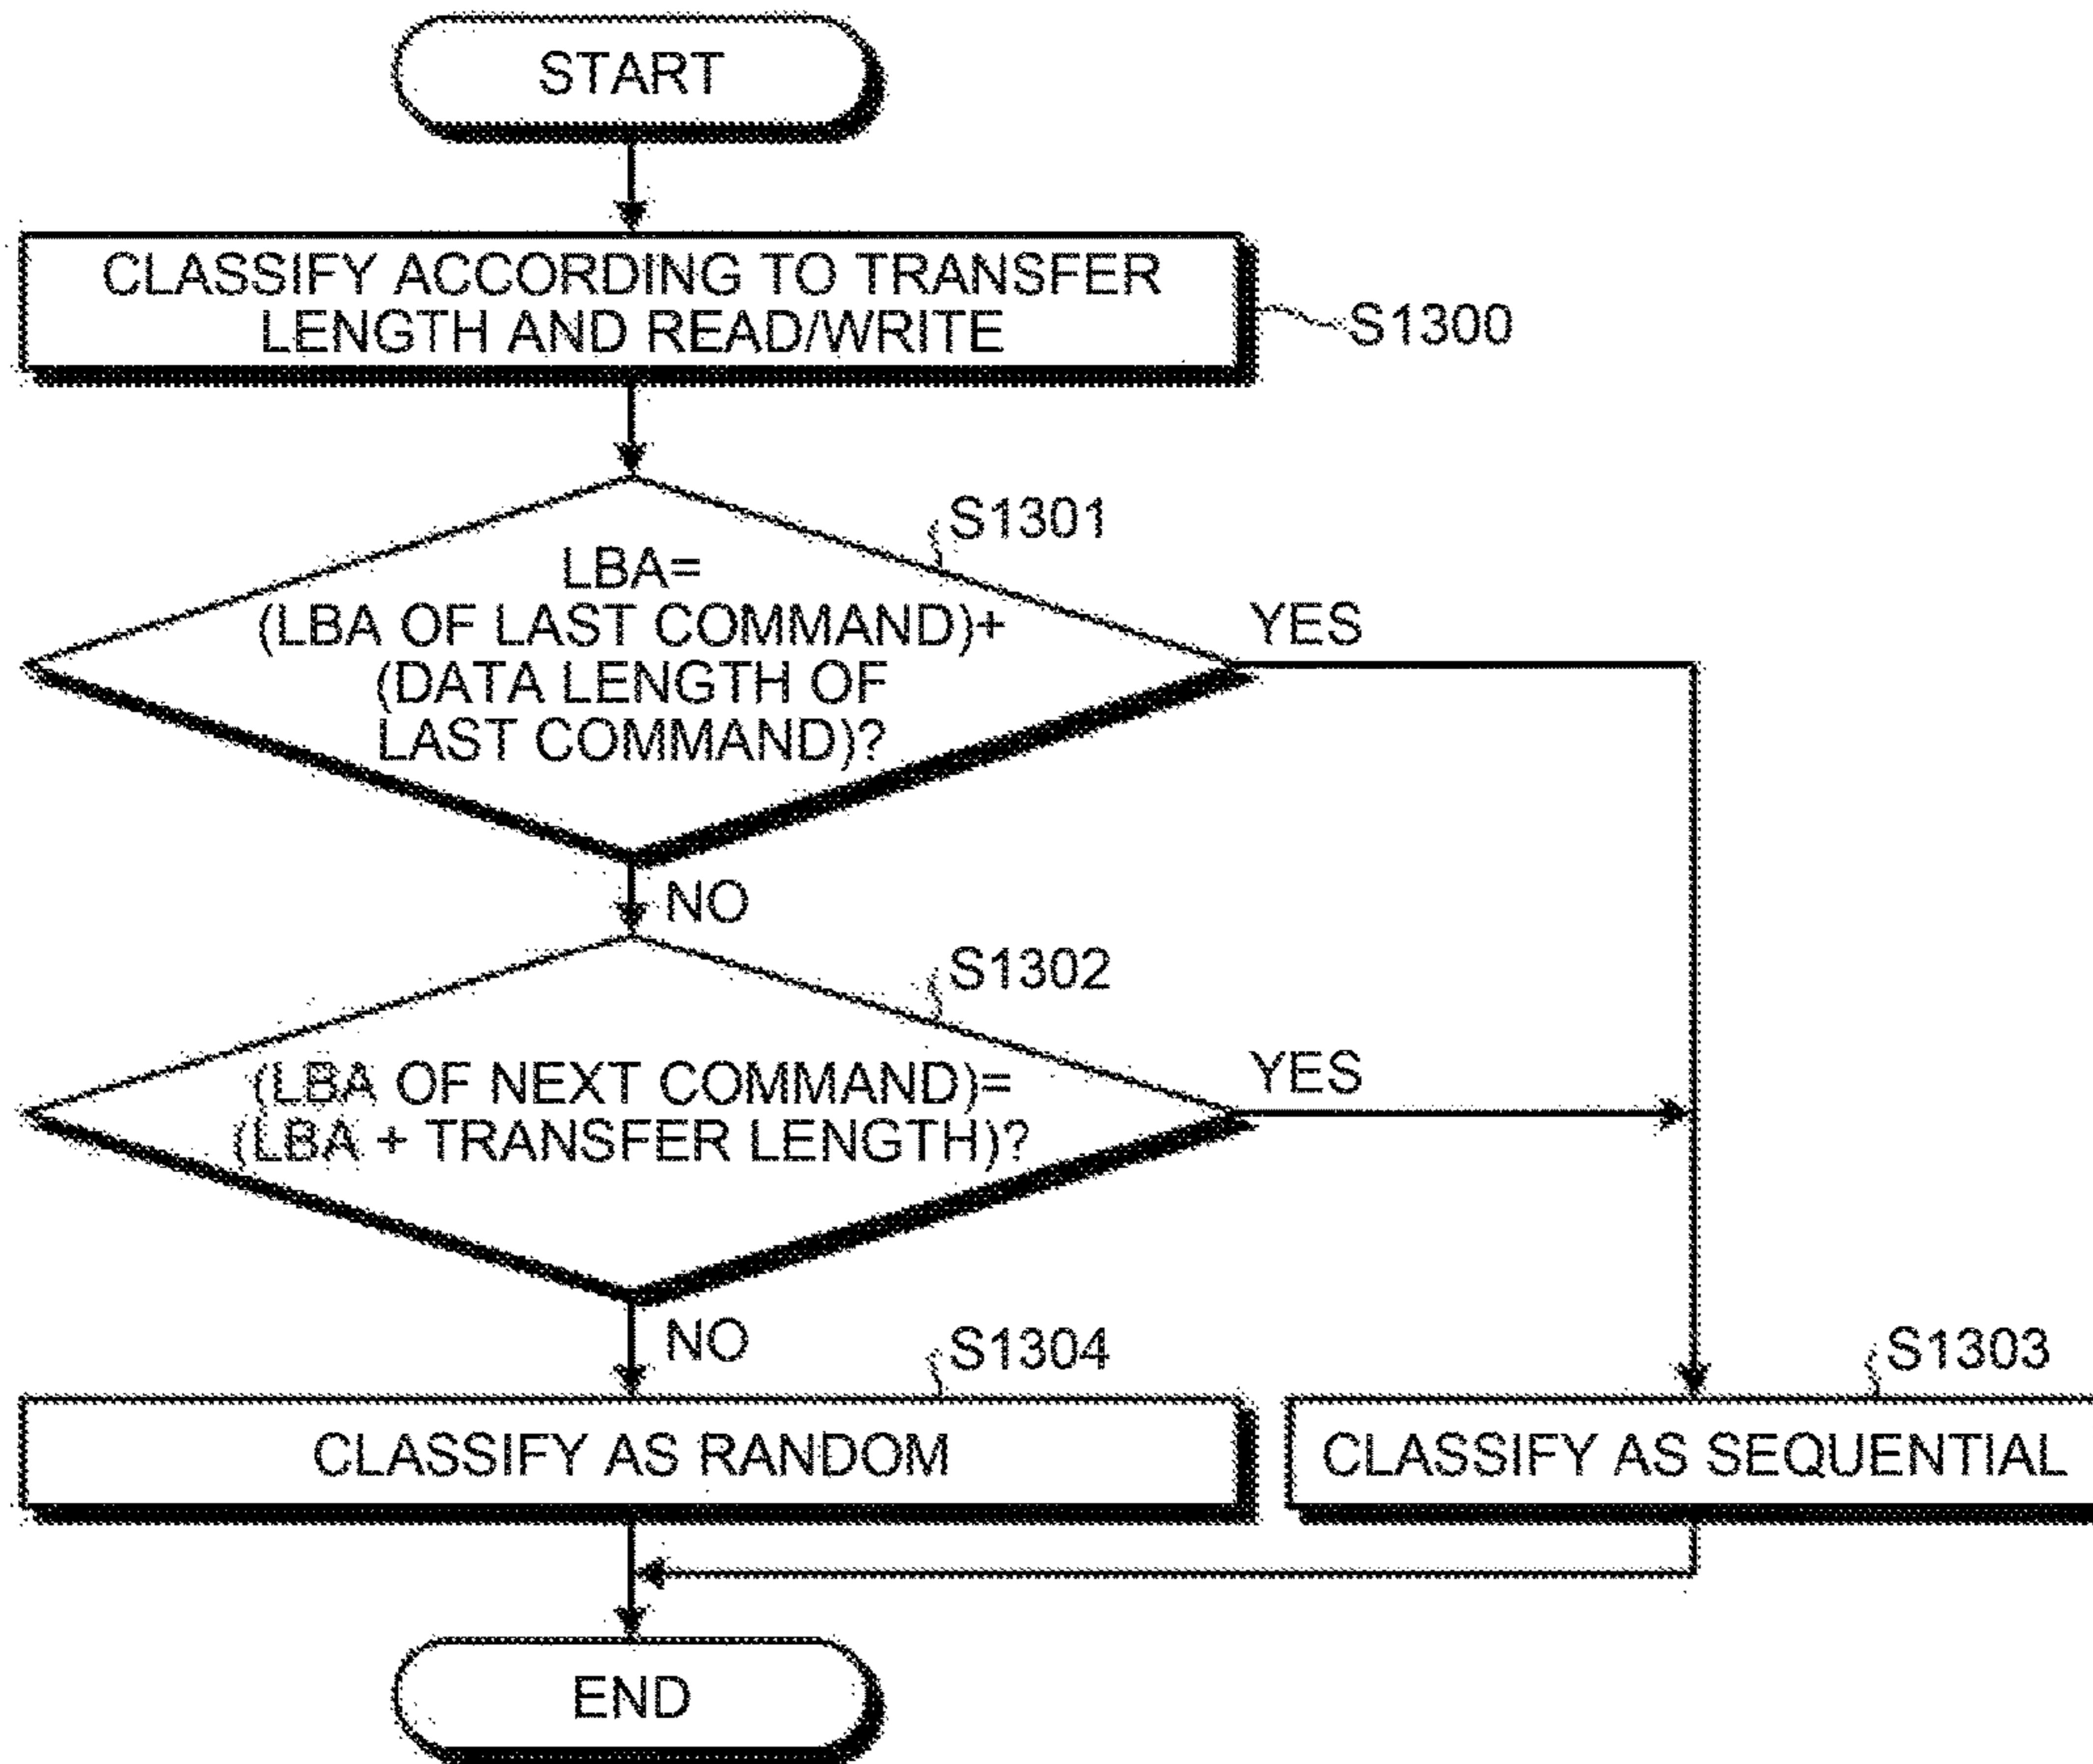 START
CLASSIFY ACCORDING TO TRANSFER
LENGTH AND READ/WRITE
S1300
S1301
LBA=
(LBA OF LAST COMMAND)+
(DATA LENGTH OF
LAST COMMAND)?
YES
NO
S1302
(LBA OF NEXT COMMAND)=
(LBA + TRANSFER LENGTH)?
YES
NO
S1304
S1303
CLASSIFY AS RANDOM
CLASSIFY AS SEQUENTIAL
END